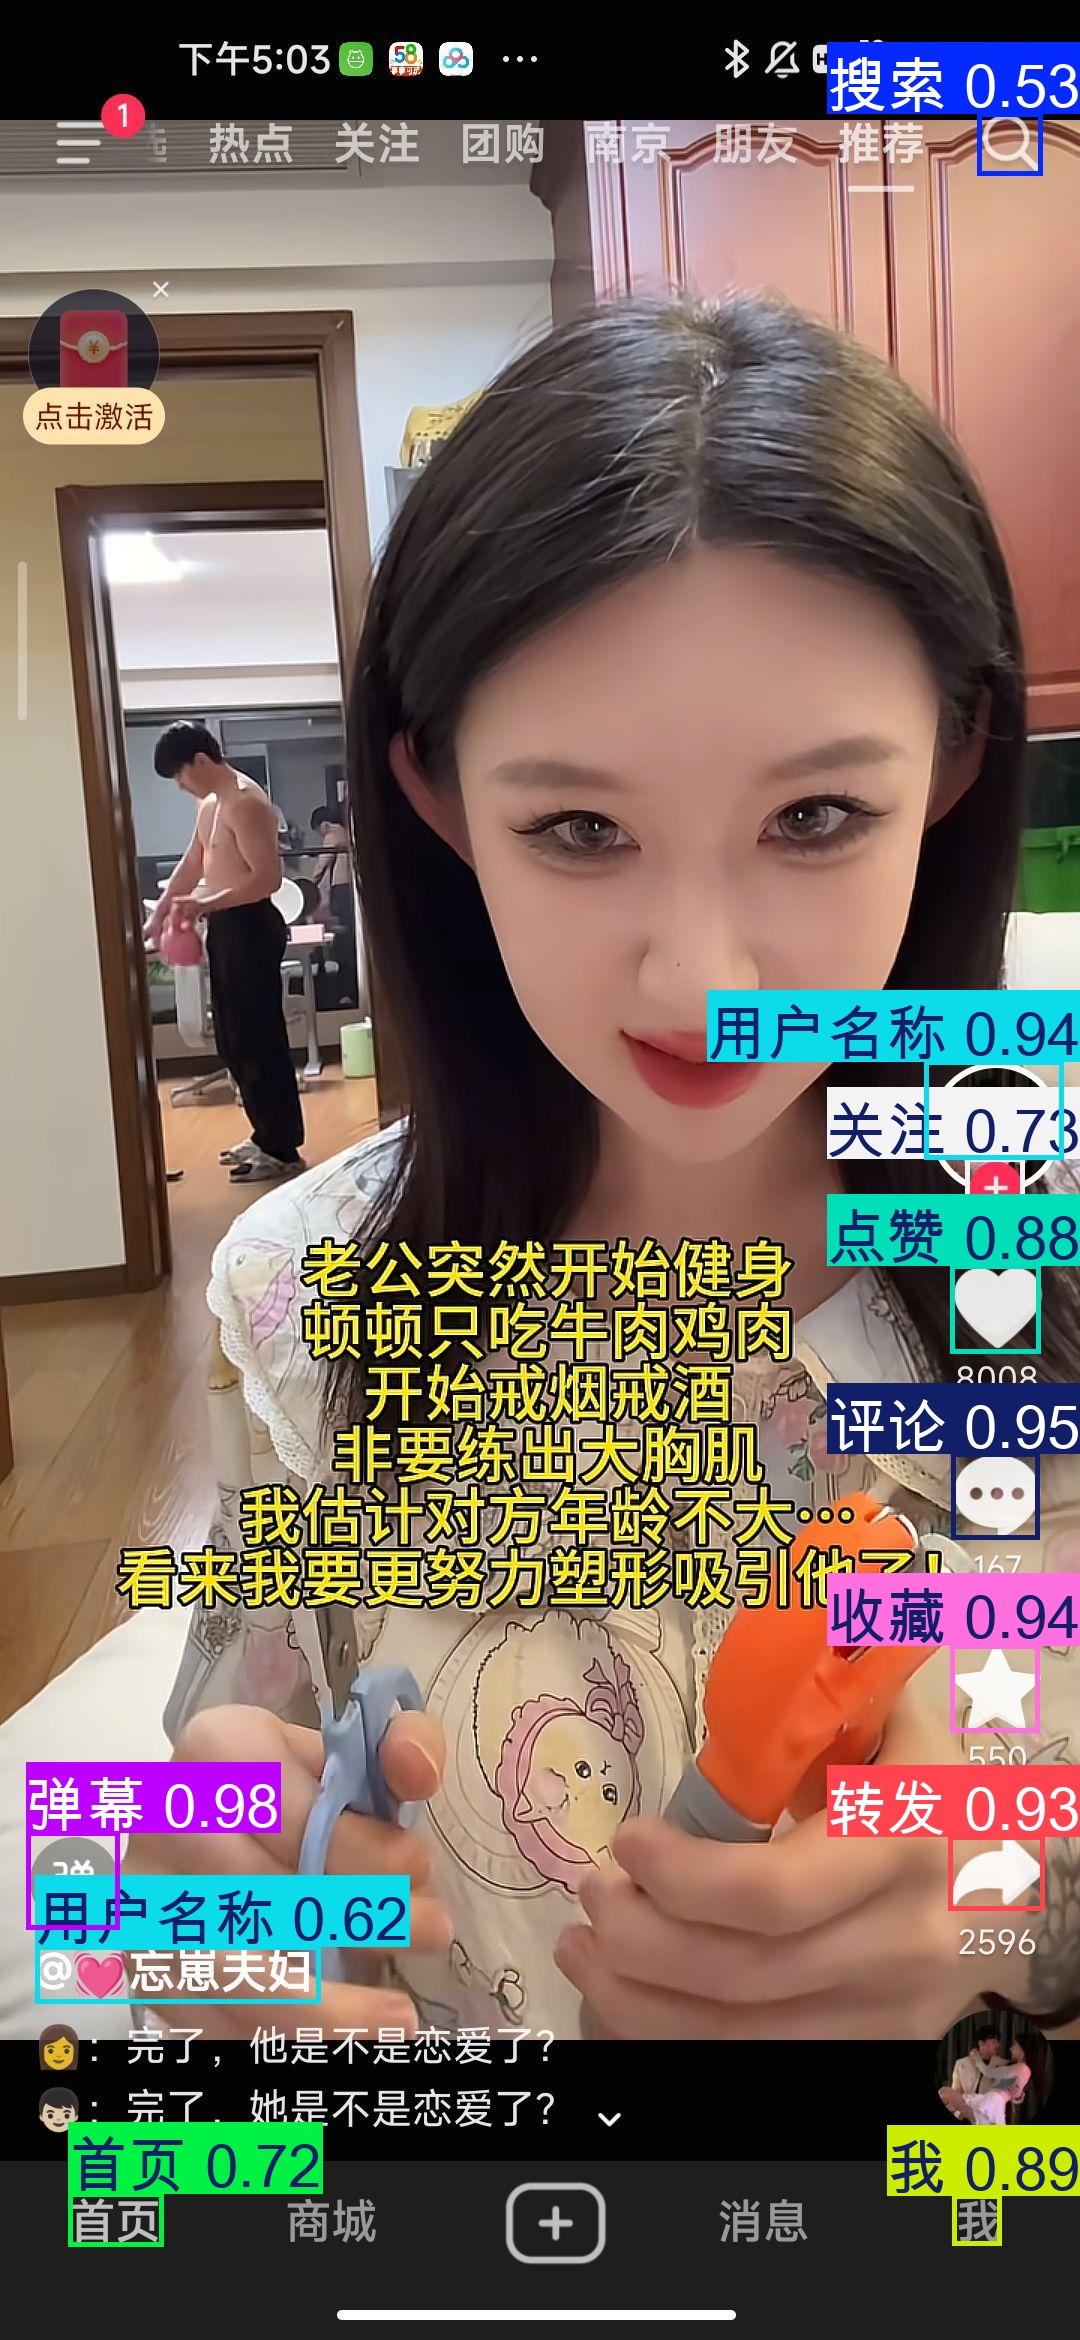 下午5:03
58
...
搜索 0.53
1
热点 关注 团购 南京 朋友 推荐
点击激活
用户名称 0.94
关注 0.73
点赞 0.88
老公突然开始健身
顿顿只吃牛肉鸡肉
8008
开始戒烟戒酒
评论 0.95
非要练出大胸肌
我估计对方年龄不大…
167
看来我要更努力塑形吸引他了!
收藏 0.94
550
弹幕 0.98
转发 0.93
用户名称 0.62
2596
@💓忘崽夫妇
👩：完了，他是不是恋爱了？
👦🏻：完了，她是不是恋爱了？
首页 0.72
我 0.89
首页 商城 消息 我